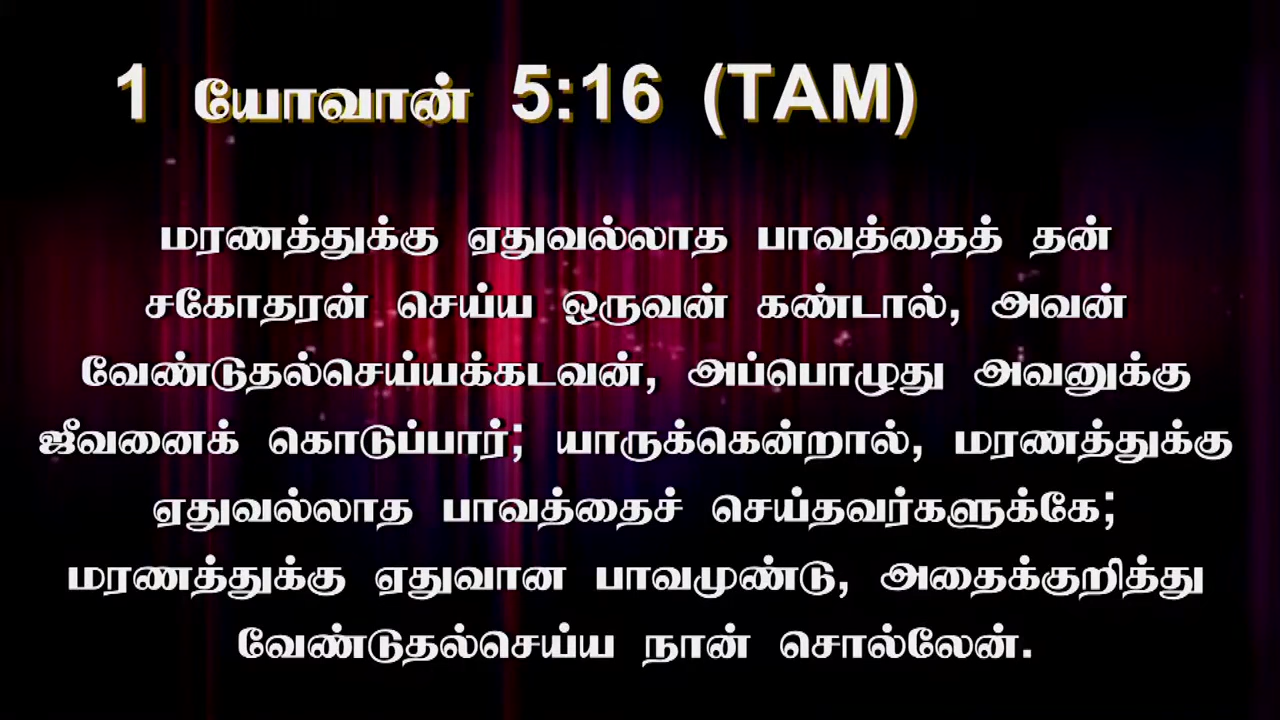 1 யோவான் 5:16 (TAM)
மரணத்துக்கு ஏதுவல்லாத பாவத்தைத் தன்
சகோதரன் செய்ய ஒருவன் கண்டால், அவன்
வேண்டுதல்செய்யக்கடவன், அப்பொழுது அவனுக்கு
ஜீவனைக் கொடுப்பார்; யாருக்கென்றால், மரணத்துக்கு
ஏதுவல்லாத பாவத்தைச் செய்தவர்களுக்கே;
மரணத்துக்கு ஏதுவான பாவமுண்டு, அதைக்குறித்து
வேண்டுதல்செய்ய நான் சொல்லேன்.